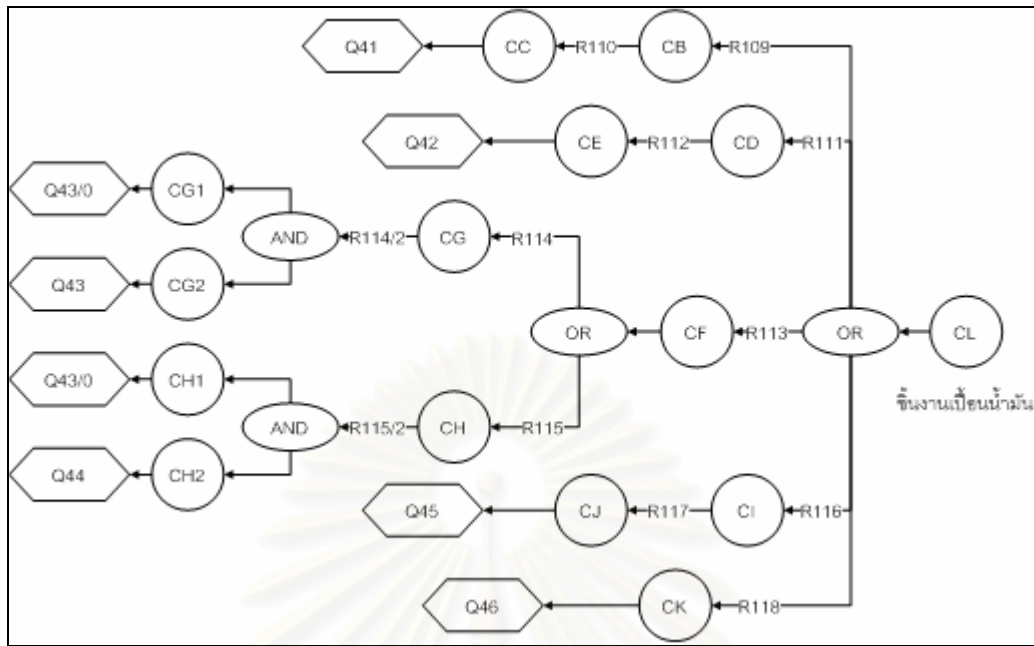 Q41 CC R110 CB R109
Q42 CE R112 CD R111
Q43/0 CG1
AND R114/2 CG R114
Q43 CG2
OR CF R113 OR CL
Q43/0 CH1
ชิ้นงานเปื้อนน้ำมัน
AND R115/2 CH R115
Q44 CH2
Q45 CJ R117 CI R116
Q46 CK R118